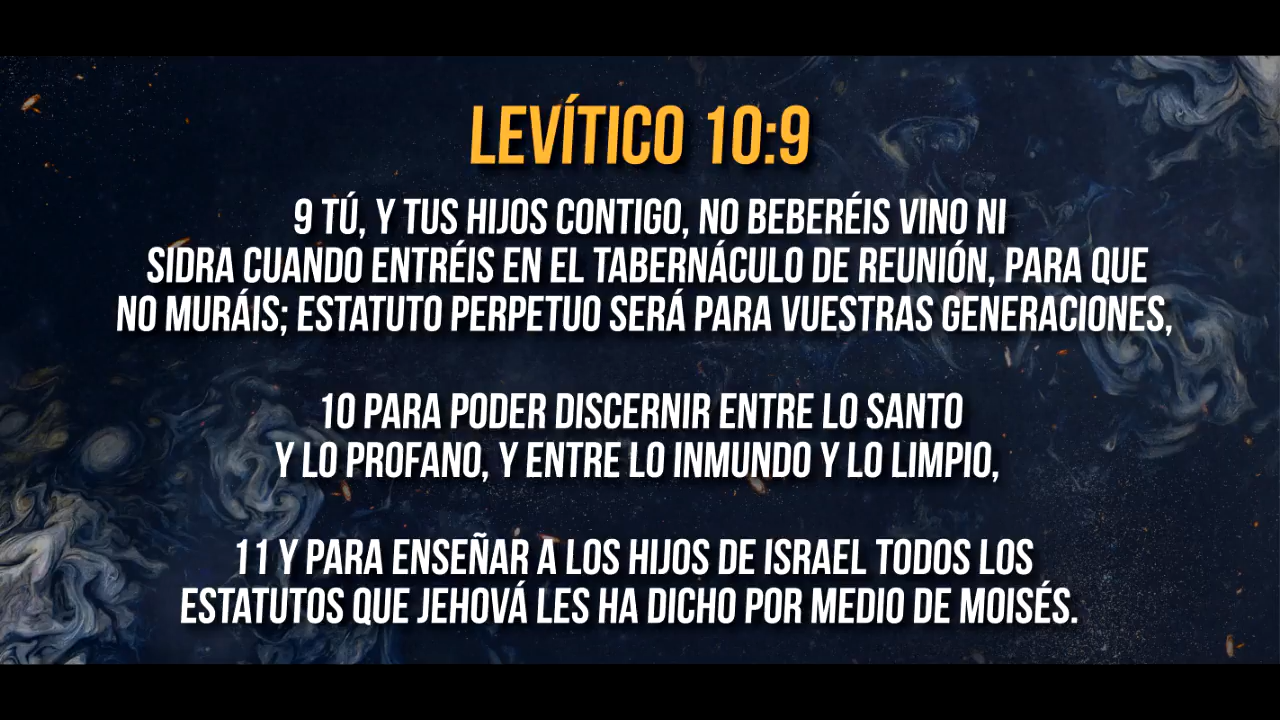 LEVÍTICO 10:9
9 TÚ, Y TUS HIJOS CONTIGO, NO BEBERÉIS VINO NI
SIDRA CUANDO ENTRÉIS EN EL TABERNÁCULO DE REUNIÓN, PARA QUE
NO MURÁIS; ESTATUTO PERPETUO SERÁ PARA VUESTRAS GENERACIONES,
10 PARA PODER DISCERNIR ENTRE LO SANTO
Y LO PROFANO, Y ENTRE LO INMUNDO Y LO LIMPIO,
11 Y PARA ENSEÑAR A LOS HIJOS DE ISRAEL TODOS LOS
ESTATUTOS QUE JEHOVÁ LES HA DICHO POR MEDIO DE MOISÉS.